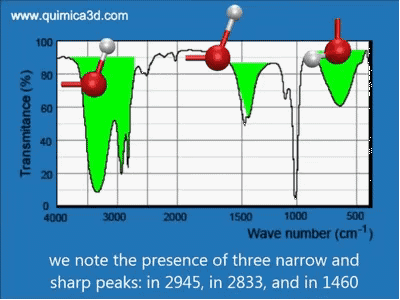 www.quimica3d.com
100
80
60
40
20
0
Transmitance (%)
4000 3000 2000 1500 1000 500
Wave number (cm⁻¹)
we note the presence of three narrow and
sharp peaks: in 2945, in 2833, and in 1460